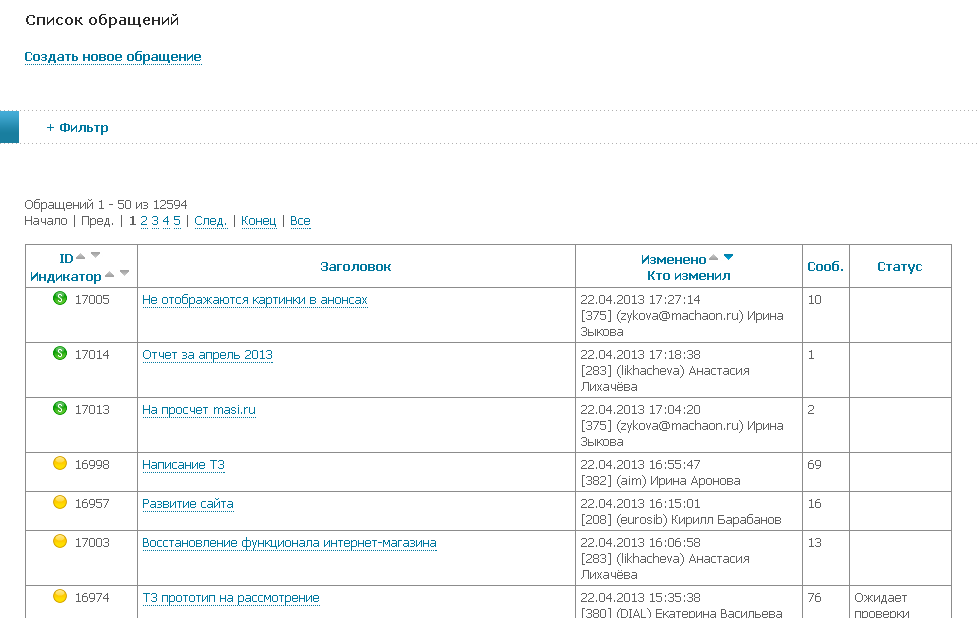 Список обращений
Создать новое обращение
+ Фильтр
Обращений 1 - 50 из 12594
Начало | Пред. | 1 2 3 4 5 | След. | Конец | Все
ID
Индикатор
Заголовок
Изменено
Кто изменил
Сооб.
Статус
S 17005
Не отображаются картинки в анонсах
22.04.2013 17:27:14
[375] (zykova@machaon.ru) Ирина
Зыкова
10
S 17014
Отчет за апрель 2013
22.04.2013 17:18:38
[283] (likhacheva) Анастасия
Лихачёва
1
S 17013
На просчет masi.ru
22.04.2013 17:04:20
[375] (zykova@machaon.ru) Ирина
Зыкова
2
16998
Написание ТЗ
22.04.2013 16:55:47
[382] (aim) Ирина Аронова
69
16957
Развитие сайта
22.04.2013 16:15:01
[208] (eurosib) Кирилл Барабанов
16
17003
Восстановление функционала интернет-магазина
22.04.2013 16:06:58
[283] (likhacheva) Анастасия
Лихачёва
13
16974
ТЗ прототип на рассмотрение
22.04.2013 15:35:38
[380] (DIAL) Екатерина Васильева
76
Ожидает
проверки